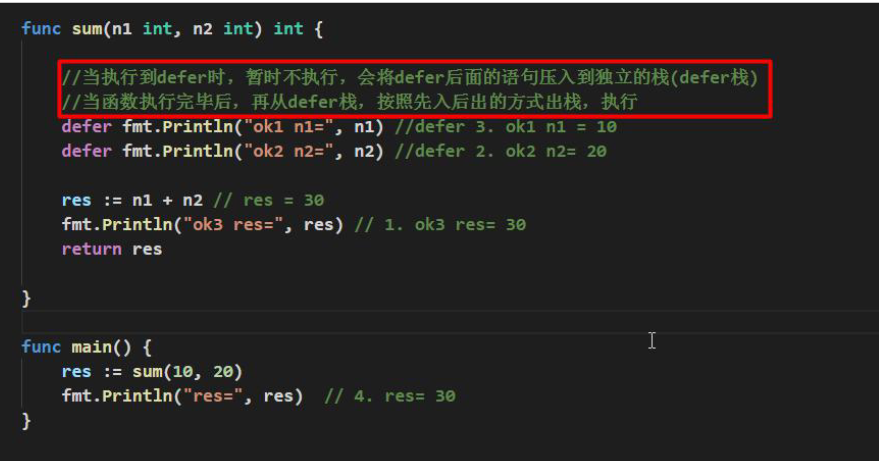 func sum(n1 int, n2 int) int {
//当执行到defer时，暂时不执行，会将defer后面的语句压入到独立的栈(defer栈)
//当函数执行完毕后，再从defer栈，按照先入后出的方式出栈，执行
defer fmt.Println("ok1 n1=", n1) //defer 3. ok1 n1 = 10
defer fmt.Println("ok2 n2=", n2) //defer 2. ok2 n2= 20
res := n1 + n2 // res = 30
fmt.Println("ok3 res=", res) // 1. ok3 res= 30
return res
}
func main() {
res := sum(10, 20)
fmt.Println("res=", res)  // 4. res= 30
}